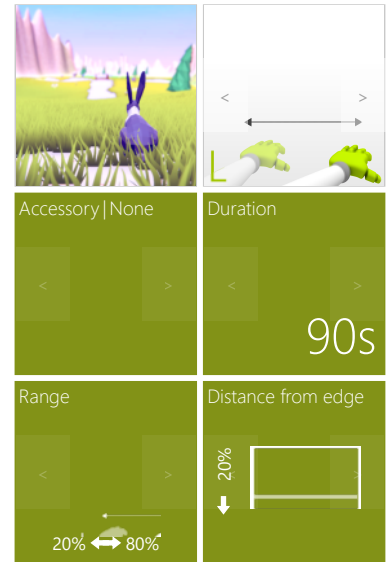 < >
L
Accessory|None
< >
Duration
< >
90s
Range
< >
20% 80%
Distance from edge
< >
20%